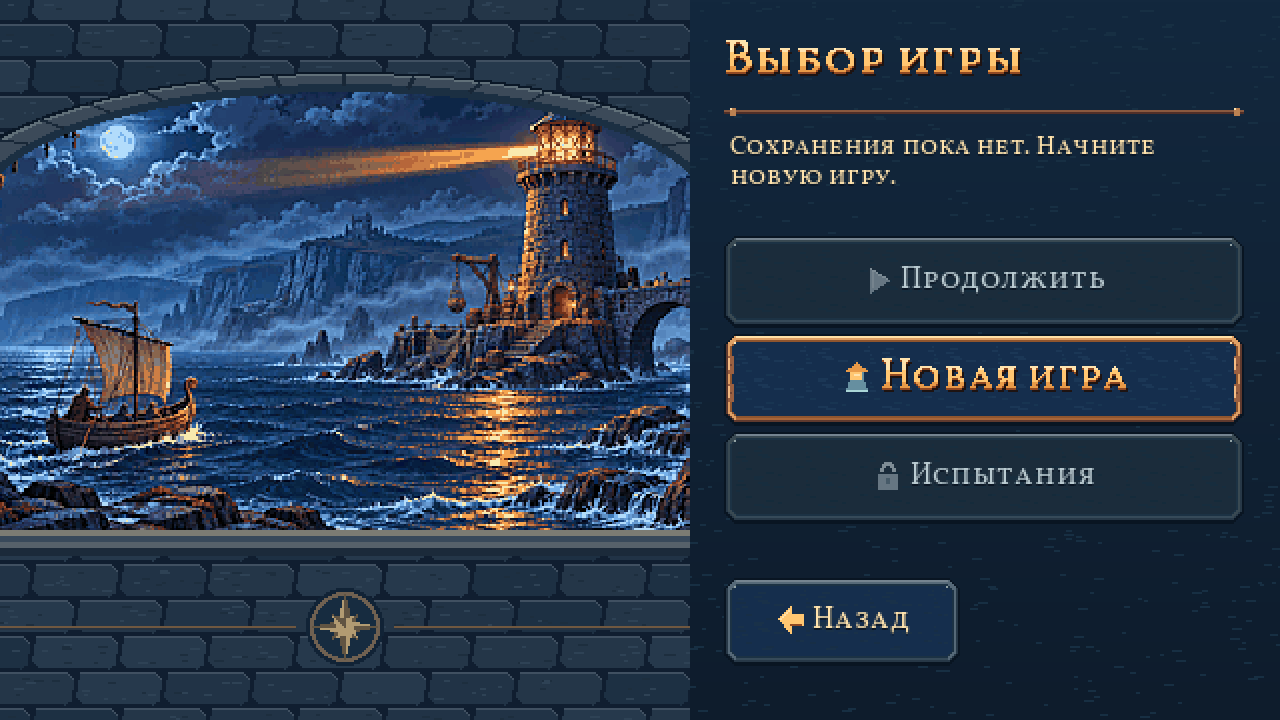 Выбор игры
Сохранения пока нет. Начните
новую игру.
Продолжить
Новая игра
Испытания
Назад